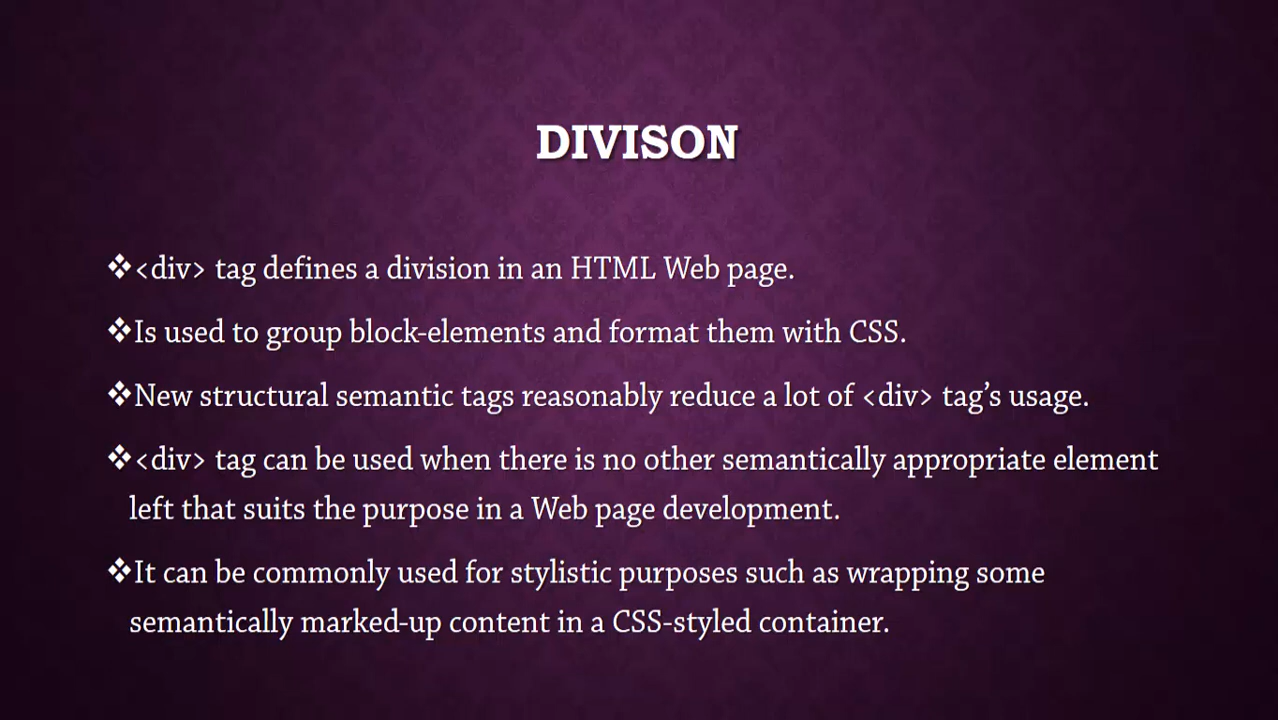 DIVISON
❖<div> tag defines a division in an HTML Web page.
❖Is used to group block-elements and format them with CSS.
❖New structural semantic tags reasonably reduce a lot of <div> tag’s usage.
❖<div> tag can be used when there is no other semantically appropriate element
left that suits the purpose in a Web page development.
❖It can be commonly used for stylistic purposes such as wrapping some
semantically marked-up content in a CSS-styled container.